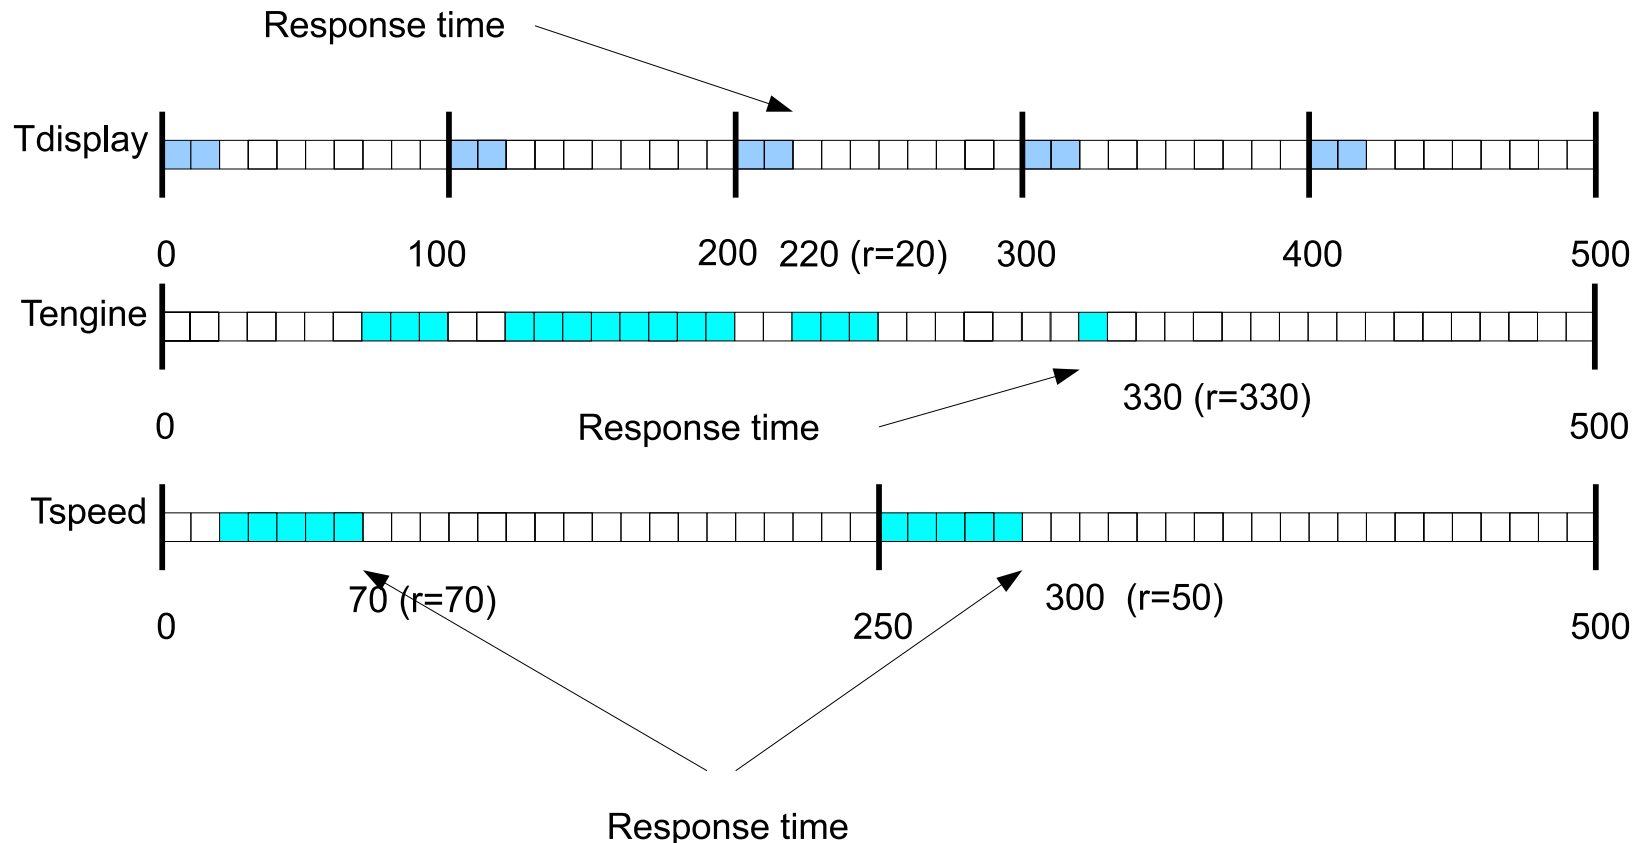 Response time
Tdisplay
0 100 200 220 (r=20) 300 400 500
Tengine
330 (r=330)
0 Response time 500
Tspeed
70 (r=70) 300 (r=50)
0 250 500
Response time